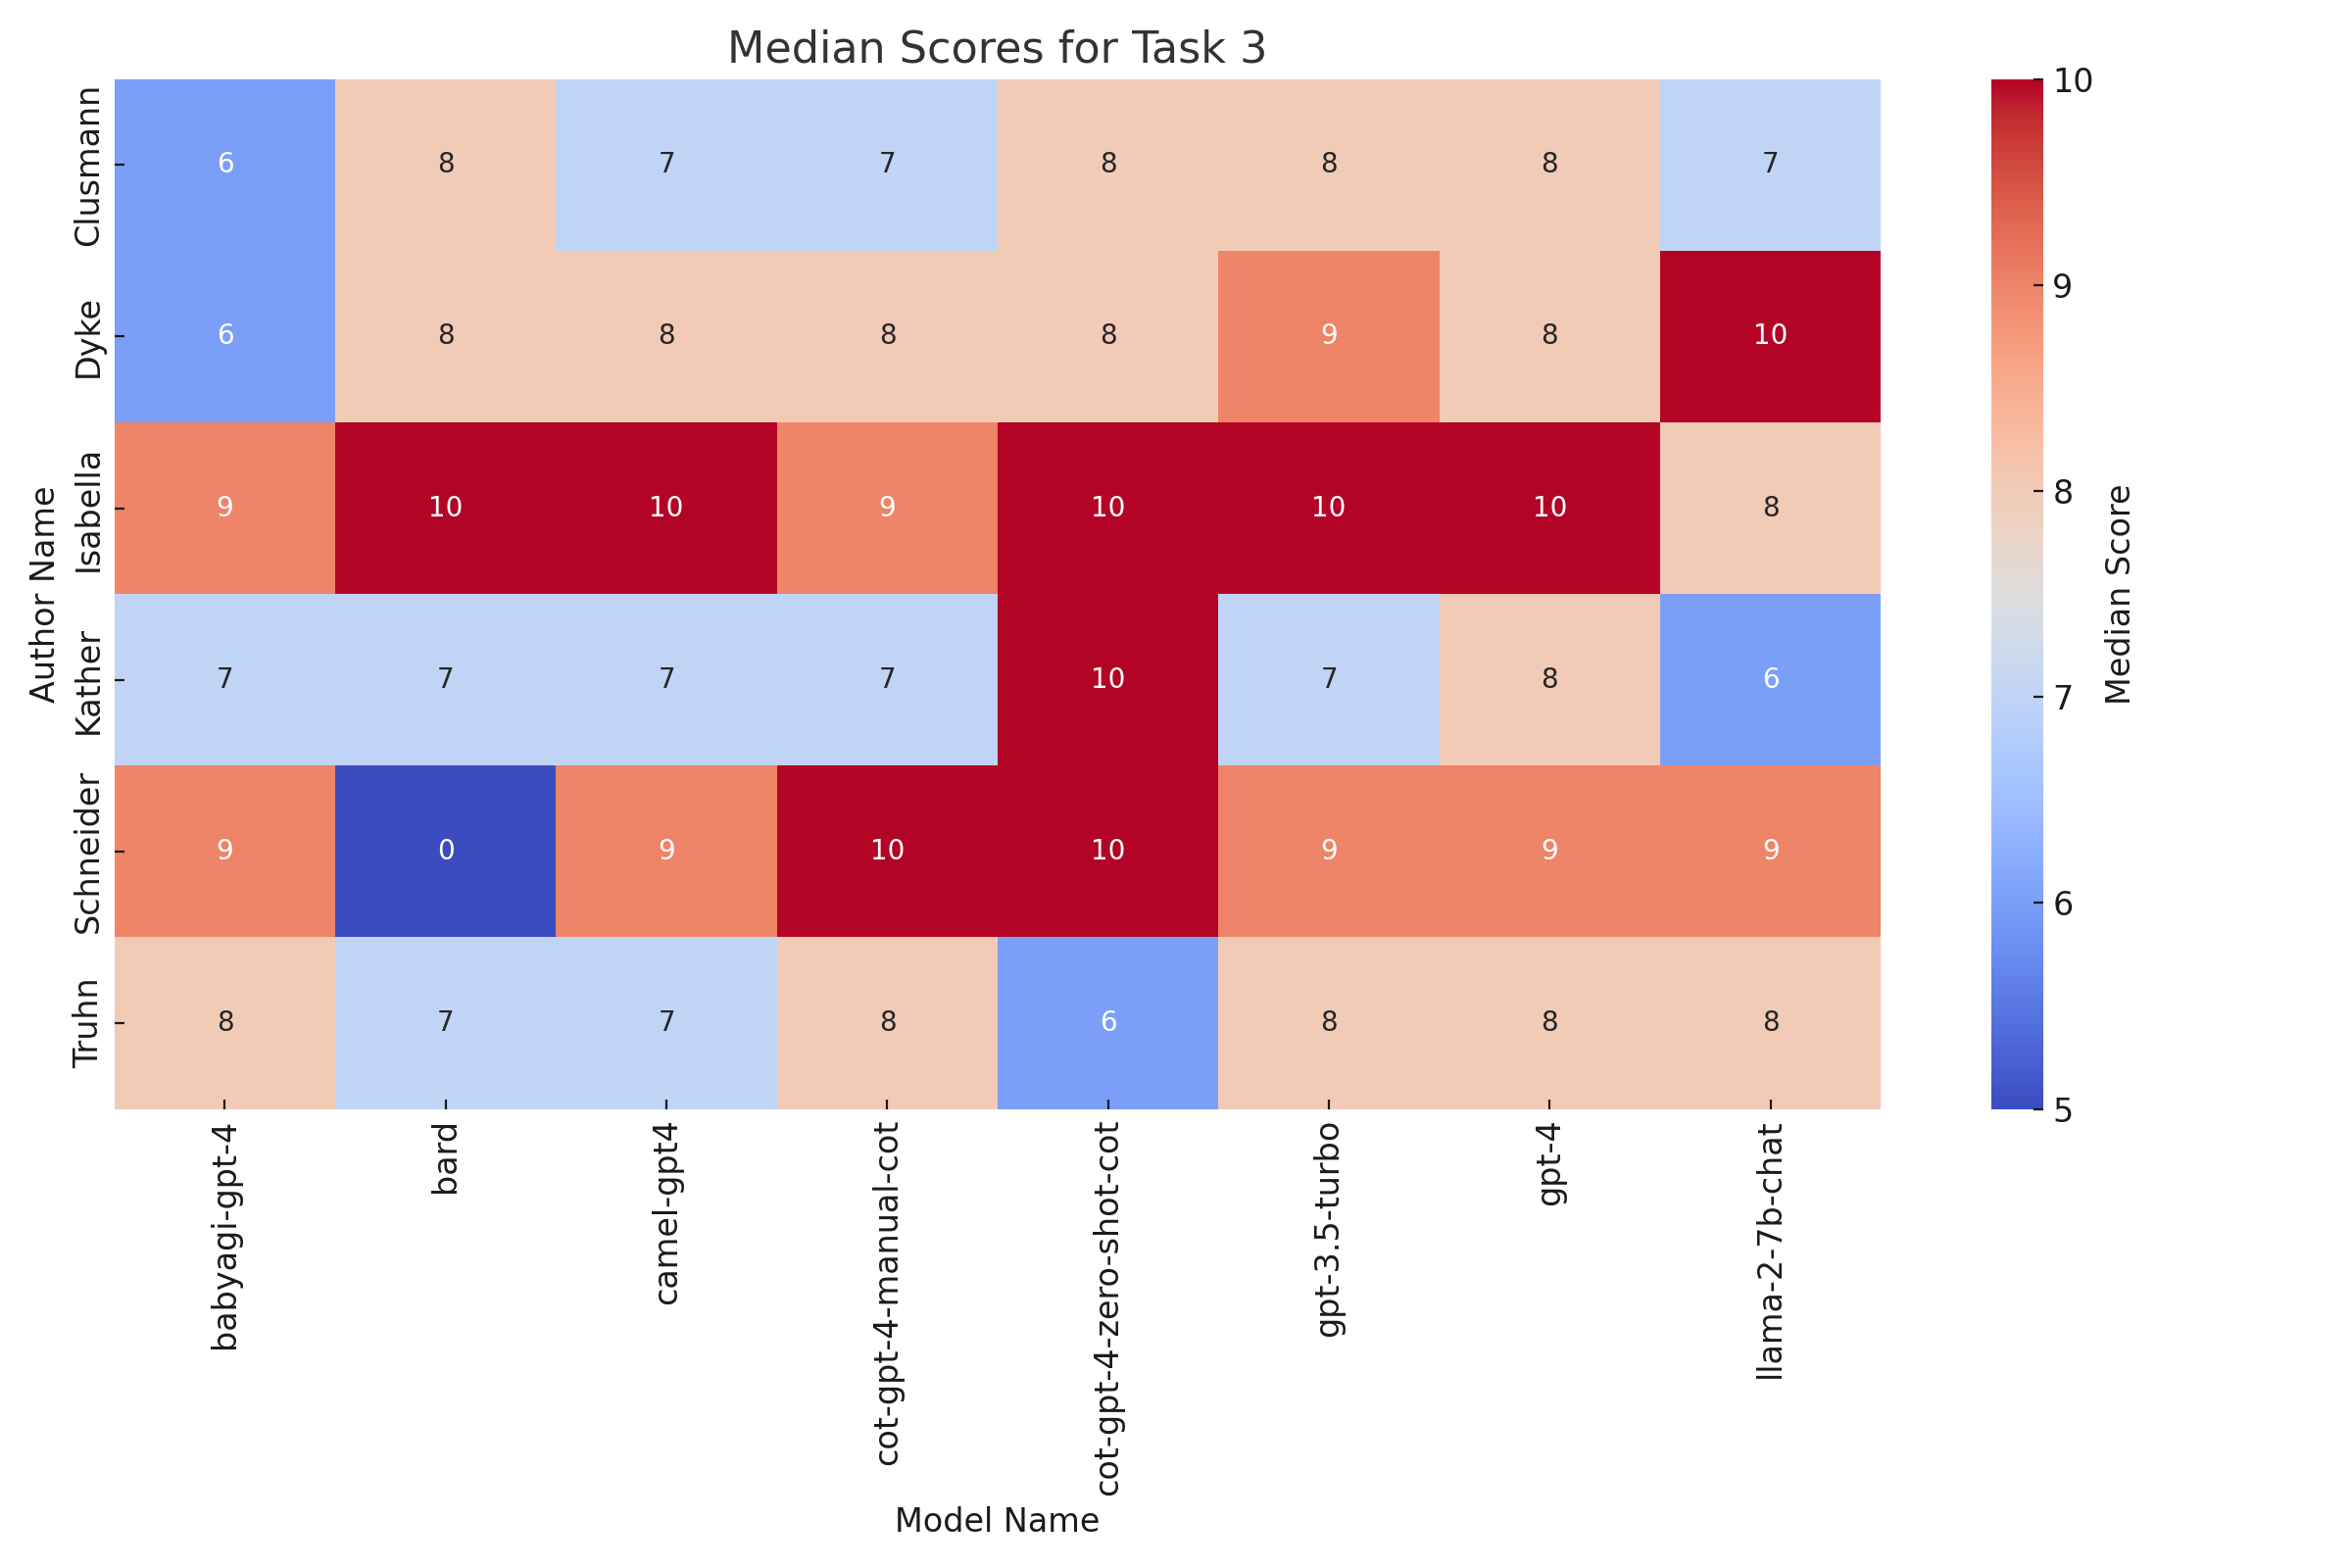 Median Scores for Task 3
Author Name
Clusmann
6 8 7 7 8 8 8 7
Dyke
6 8 8 8 8 9 8 10
Isabella
9 10 10 9 10 10 10 8
Kather
7 7 7 7 10 7 8 6
Schneider
9 0 9 10 10 9 9 9
Truhn
8 7 7 8 6 8 8 8
babyagi-gpt-4
bard
camel-gpt4
cot-gpt-4-manual-cot
cot-gpt-4-zero-shot-cot
gpt-3.5-turbo
gpt-4
llama-2-7b-chat
Model Name
10
9
8
7
6
5
Median Score